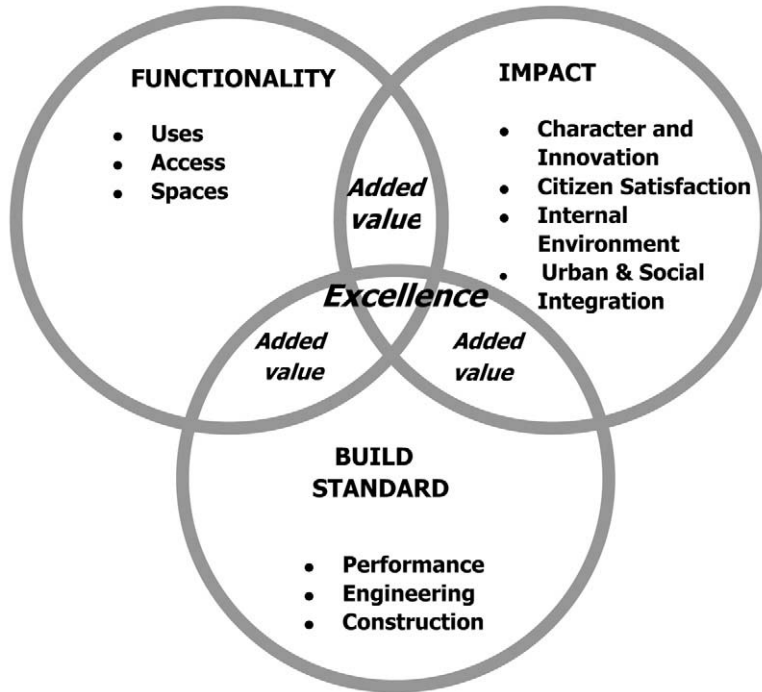 FUNCTIONALITY
• Uses
• Access
• Spaces
IMPACT
• Character and
Innovation
• Citizen Satisfaction
• Internal
Environment
• Urban & Social
Integration
Added
value
Excellence
Added
value
Added
value
BUILD
STANDARD
• Performance
• Engineering
• Construction